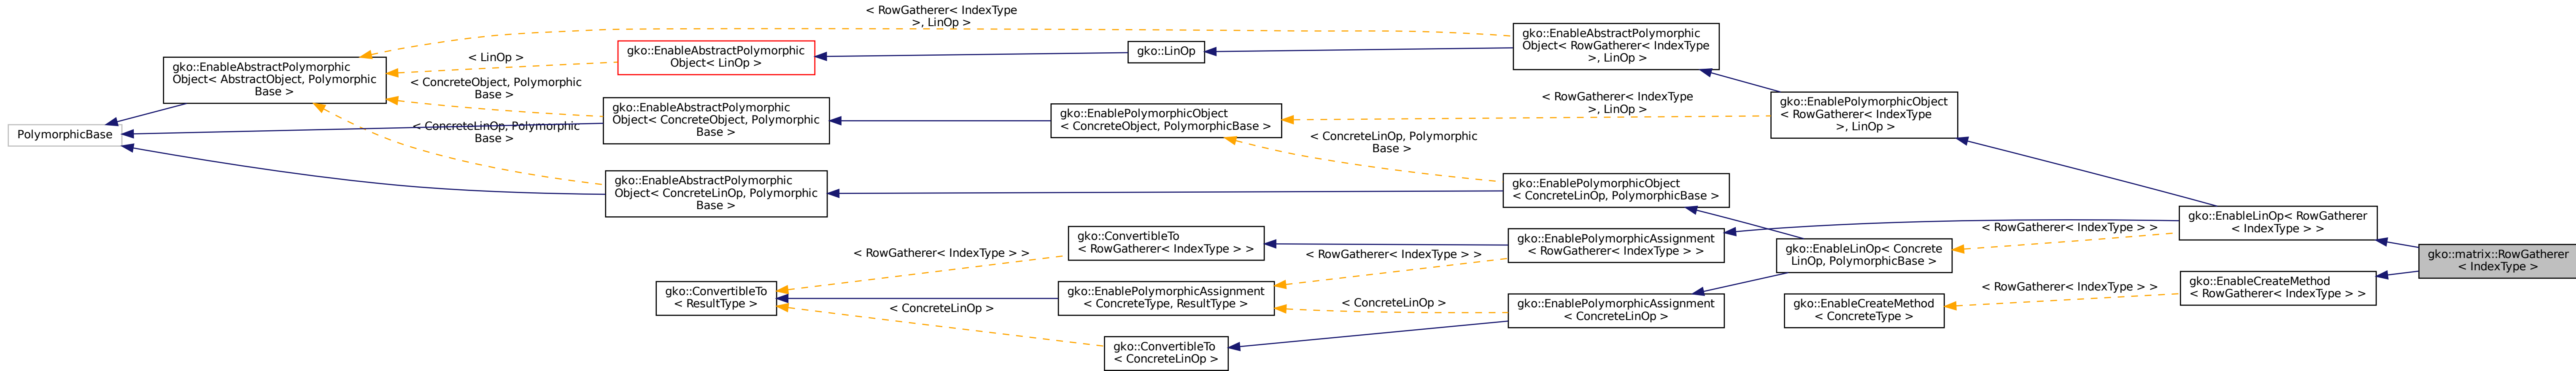 PolymorphicBase
gko::EnableAbstractPolymorphic
Object< AbstractObject, Polymorphic
Base >
< RowGatherer< IndexType
>, LinOp >
< LinOp >
< ConcreteObject, Polymorphic
Base >
< ConcreteLinOp, Polymorphic
Base >
gko::EnableAbstractPolymorphic
Object< LinOp >
gko::EnableAbstractPolymorphic
Object< ConcreteObject, Polymorphic
Base >
gko::EnableAbstractPolymorphic
Object< ConcreteLinOp, Polymorphic
Base >
gko::ConvertibleTo
< ResultType >
< RowGatherer< IndexType > >
< ConcreteLinOp >
gko::LinOp
gko::EnablePolymorphicObject
< ConcreteObject, PolymorphicBase >
gko::ConvertibleTo
< RowGatherer< IndexType > >
gko::EnablePolymorphicAssignment
< ConcreteType, ResultType >
gko::ConvertibleTo
< ConcreteLinOp >
< RowGatherer< IndexType
>, LinOp >
< ConcreteLinOp, Polymorphic
Base >
< RowGatherer< IndexType > >
< ConcreteLinOp >
gko::EnableAbstractPolymorphic
Object< RowGatherer< IndexType
>, LinOp >
gko::EnablePolymorphicObject
< ConcreteLinOp, PolymorphicBase >
gko::EnablePolymorphicAssignment
< RowGatherer< IndexType > >
gko::EnablePolymorphicAssignment
< ConcreteLinOp >
gko::EnablePolymorphicObject
< RowGatherer< IndexType
>, LinOp >
gko::EnableLinOp< Concrete
LinOp, PolymorphicBase >
gko::EnableCreateMethod
< ConcreteType >
< RowGatherer< IndexType > >
< RowGatherer< IndexType > >
gko::EnableLinOp< RowGatherer
< IndexType > >
gko::EnableCreateMethod
< RowGatherer< IndexType > >
gko::matrix::RowGatherer
< IndexType >